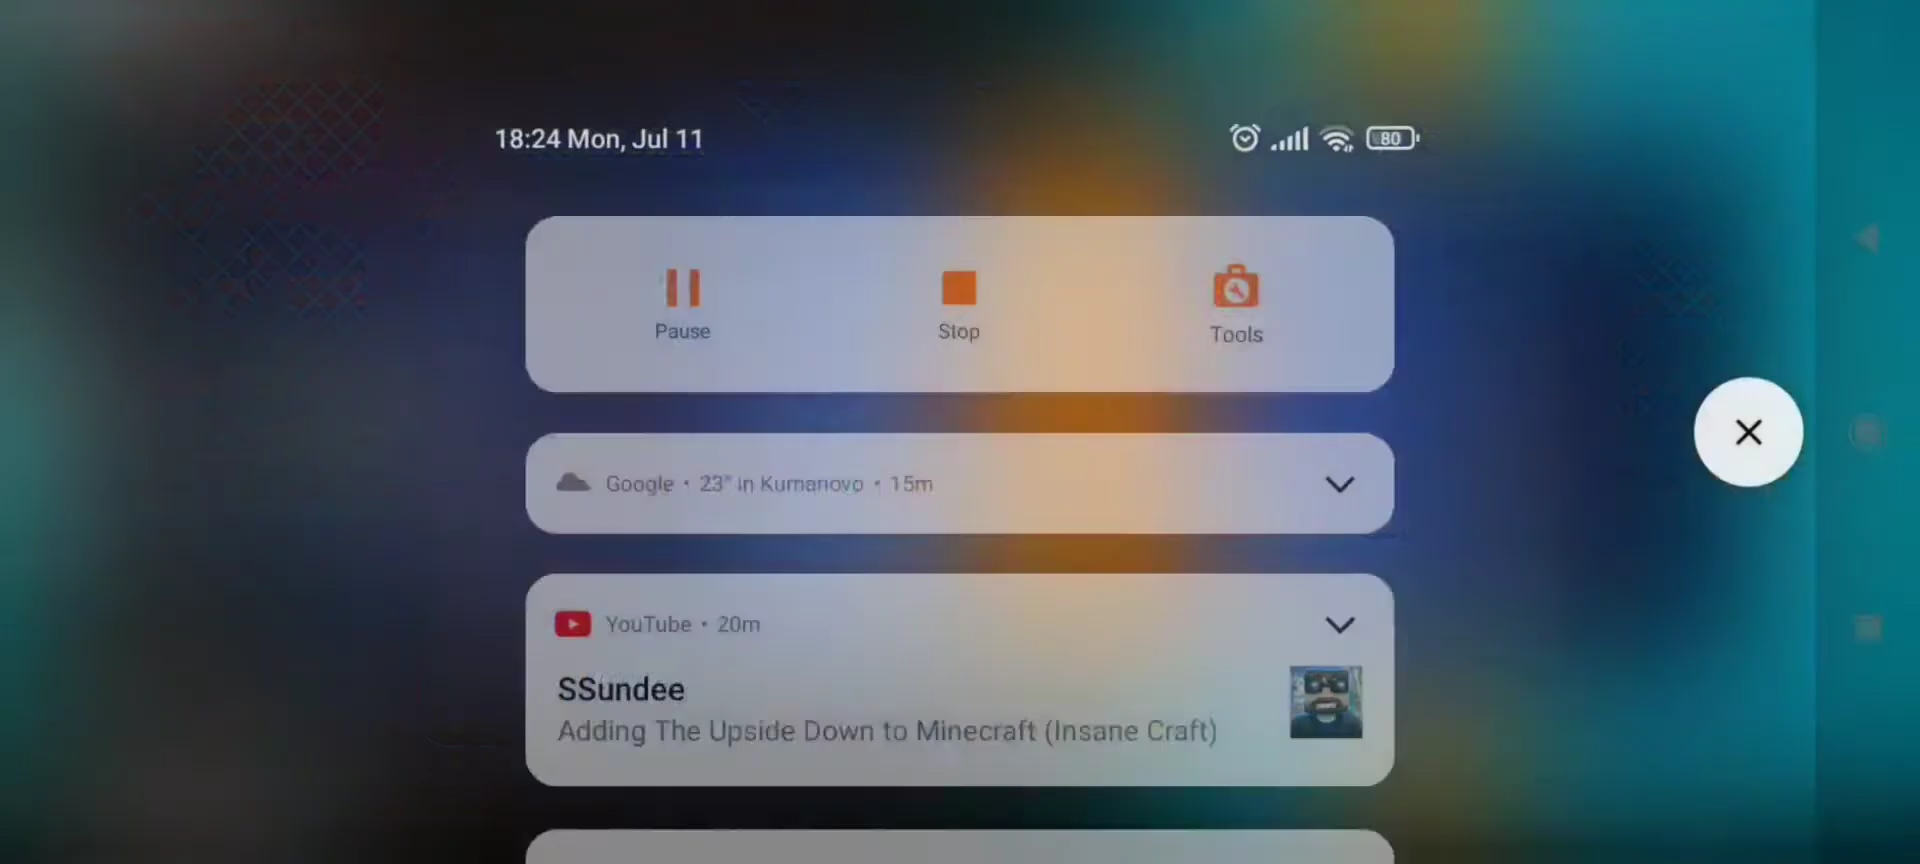 18:24 Mon, Jul 11
80
Pause
Stop
Tools
Google • 23° in Kumanovo • 15m
YouTube • 20m
SSundee
Adding The Upside Down to Minecraft (Insane Craft)